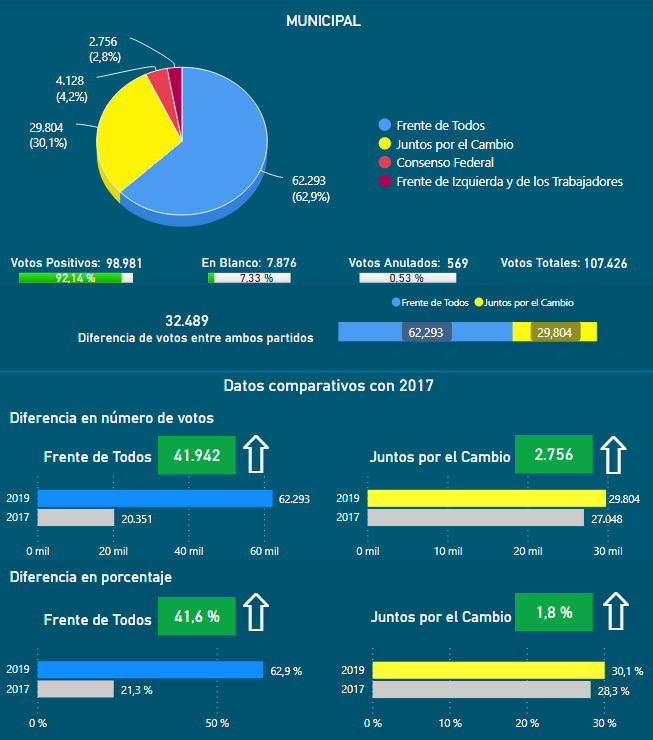 MUNICIPAL
2.756
(2,8%)
4.128
(4,2%)
29.804
(30,1%)
62.293
(62,9%)
Frente de Todos
Juntos por el Cambio
Consenso Federal
Frente de Izquierda y de los Trabajadores
Votos Positivos: 98.981
92,14 %
En Blanco: 7.876
7,33 %
Votos Anulados: 569
0,53 %
Votos Totales: 107.426
32.489
Diferencia de votos entre ambos partidos
Frente de Todos Juntos por el Cambio
62,293 29,804
Datos comparativos con 2017
Diferencia en número de votos
Frente de Todos 41.942
2019 62.293
2017 20.351
0 mil 20 mil 40 mil 60 mil
Juntos por el Cambio 2.756
2019 29.804
2017 27.048
0 mil 10 mil 20 mil 30 mil
Diferencia en porcentaje
Frente de Todos 41,6 %
2019 62,9 %
2017 21,3 %
0 % 50 %
Juntos por el Cambio 1,8 %
2019 30,1 %
2017 28,3 %
0 % 10 % 20 % 30 %